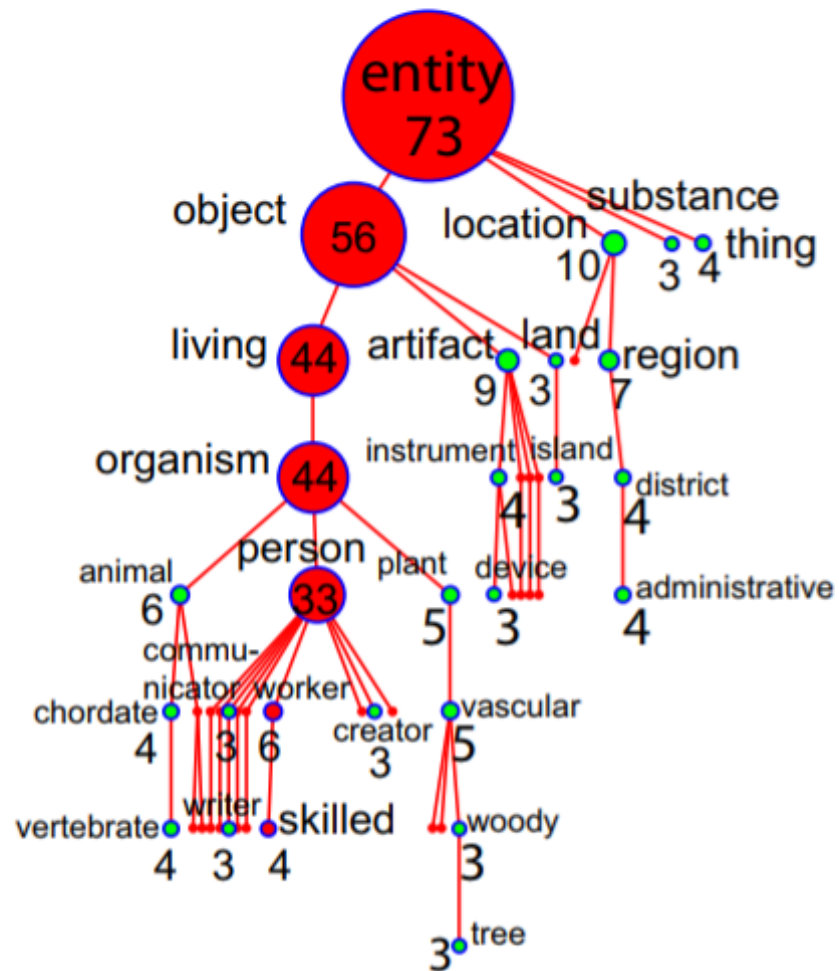 entity
73
substance
object
location
thing
56
10
3
4
living
44
artifact
land
region
9
3
7
organism
44
instrument
island
district
4
3
4
person
animal
plant
device
administrative
33
6
5
3
4
commu-
nicator
worker
chordate
creator
vascular
4
3
6
3
5
writer
vertebrate
skilled
woody
4
3
4
3
tree
3